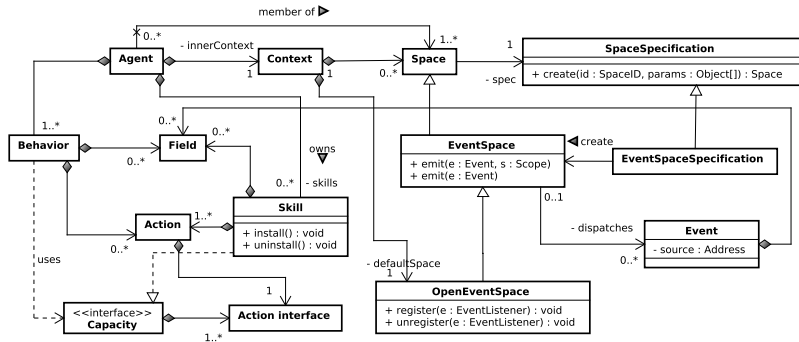 member of
0..*
1..*
Agent
- innerContext
1
Context
1
0..*
Space
1
- spec
SpaceSpecification
+ create(id : SpaceID, params : Object[]) : Space
1..*
0..*
0..*
owns
create
Behavior
0..*
Field
EventSpace
+ emit(e : Event, s : Scope)
+ emit(e : Event)
EventSpaceSpecification
0..*
- skills
0..1
Action
1..*
Skill
+ install() : void
+ uninstall() : void
0..*
- dispatches
0..*
Event
- source : Address
uses
- defaultSpace
1
1
<<interface>>
Capacity
1..*
Action interface
OpenEventSpace
+ register(e : EventListener) : void
+ unregister(e : EventListener) : void